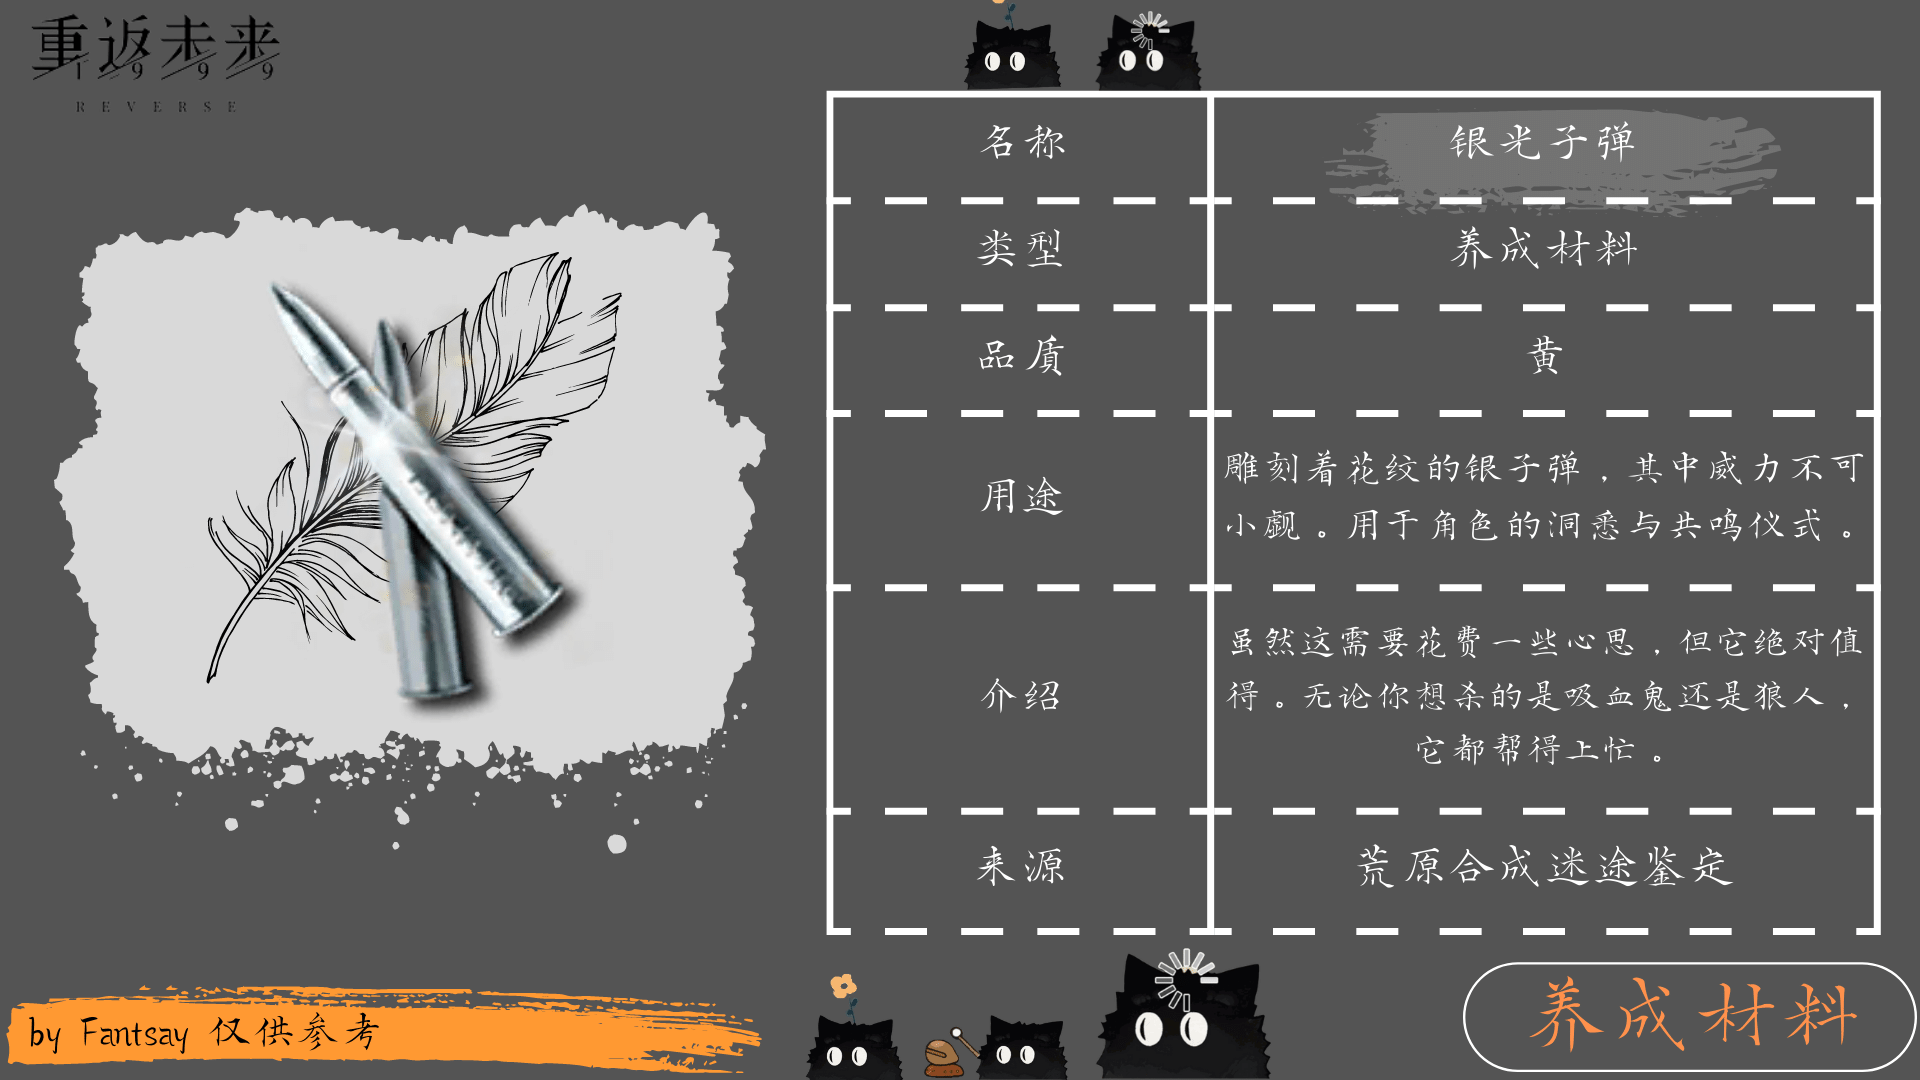 重返未来
1999
REVERSE
名称
银光子弹
类型
养成材料
品质
黄
用途
雕刻着花纹的银子弹，其中威力不可
小觑。用于角色的洞悉与共鸣仪式。
介绍
虽然这需要花费一些心思，但它绝对值
得。无论你想杀的是吸血鬼还是狼人，
它都帮得上忙。
来源
荒原合成迷途鉴定
by Fantsay 仅供参考
养成材料